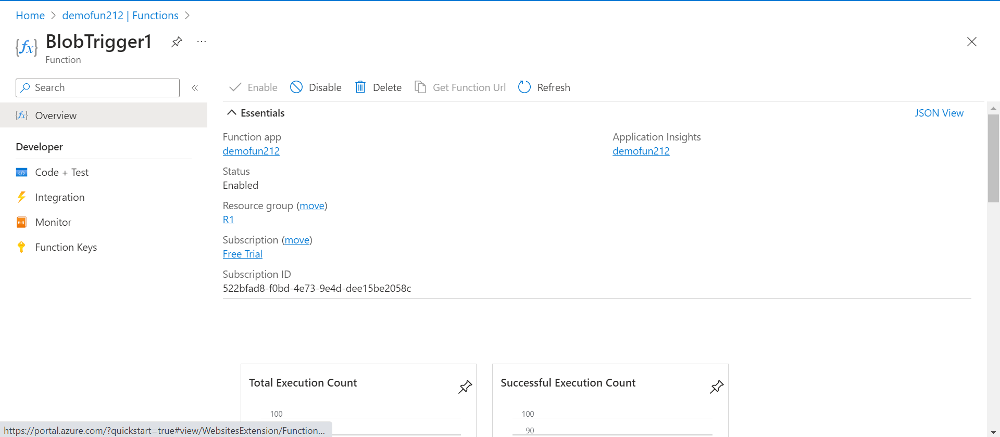 Home > demofun212 | Functions >
BlobTrigger1
...
Function
Search
«
Enable
Disable
Delete
Get Function Url
Refresh
Overview
Developer
Code + Test
Integration
Monitor
Function Keys
Essentials
JSON View
Function app
demofun212
Application Insights
demofun212
Status
Enabled
Resource group (move)
R1
Subscription (move)
Free Trial
Subscription ID
522bfad8-f0bd-4e73-9e4d-dee15be2058c
Total Execution Count
100
Successful Execution Count
100
90
https://portal.azure.com/?quickstart=true#view/WebsitesExtension/Function...